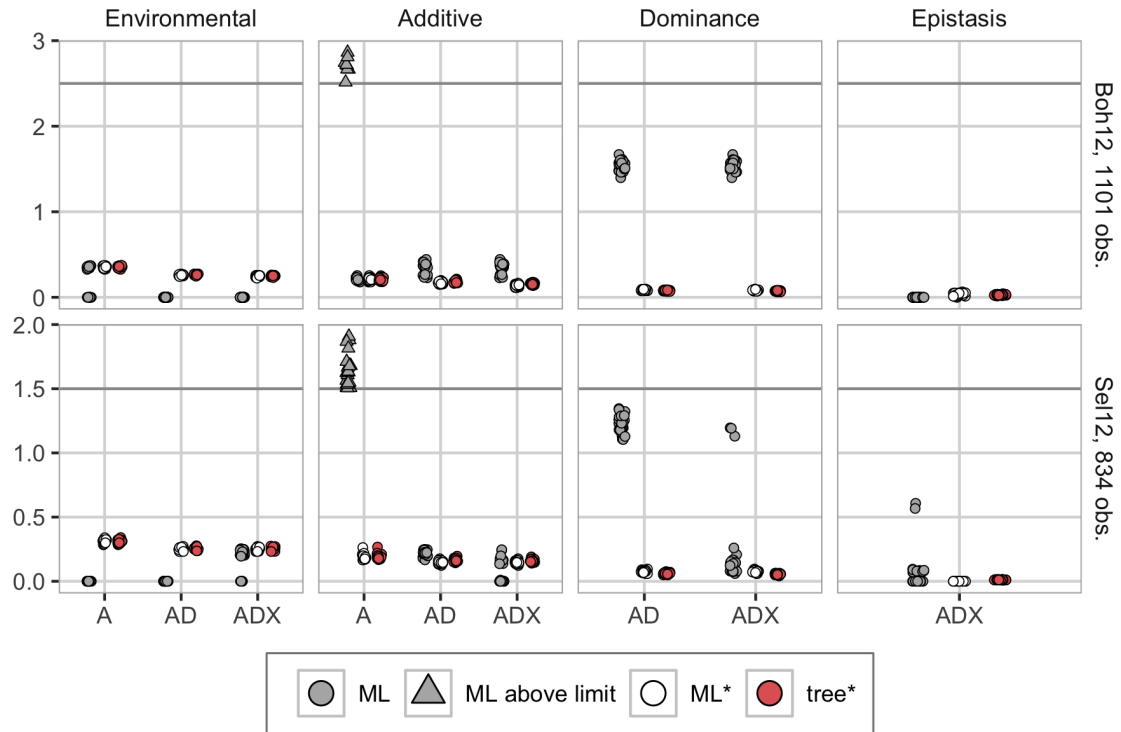 Environmental Additive Dominance Epistasis
3
2
1
0
Boh12, 1101 obs.
2.0
1.5
1.0
0.5
0.0
Sel12, 834 obs.
A AD ADX A AD ADX AD ADX ADX
ML ML above limit ML* tree*